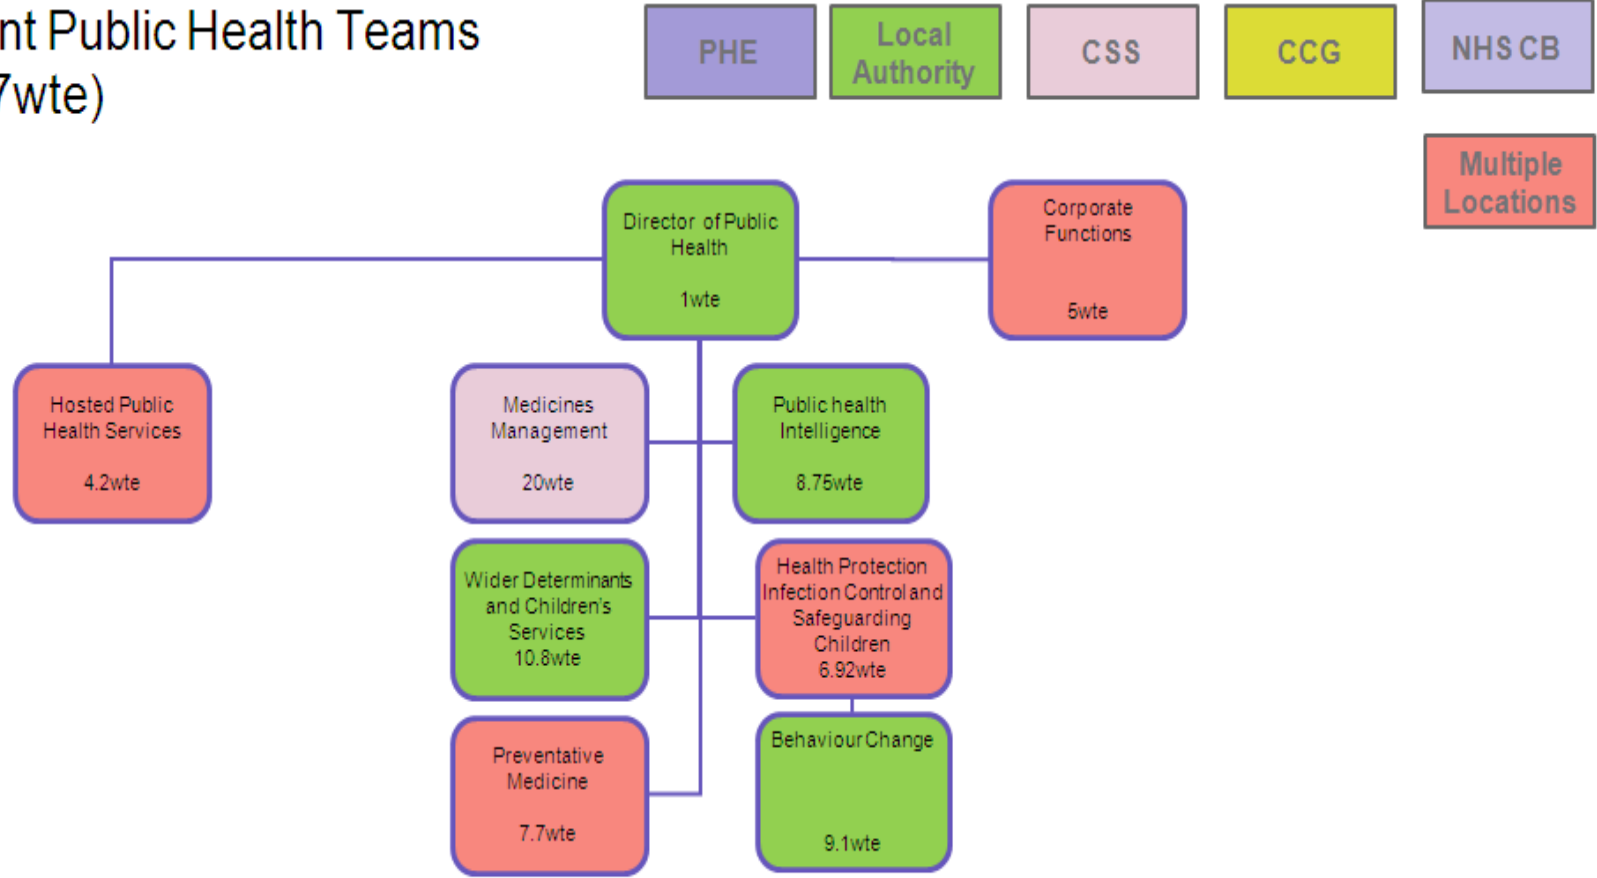 nt Public Health Teams
7wte)
PHE
Local
Authority
CSS
CCG
NHS CB
Multiple
Locations
Director of Public
Health
1wte
Corporate
Functions
5wte
Hosted Public
Health Services
4.2wte
Medicines
Management
20wte
Public health
Intelligence
8.75wte
Wider Determinants
and Children's
Services
10.8wte
Health Protection
Infection Control and
Safeguarding
Children
6.92wte
Preventative
Medicine
7.7wte
Behaviour Change
9.1wte